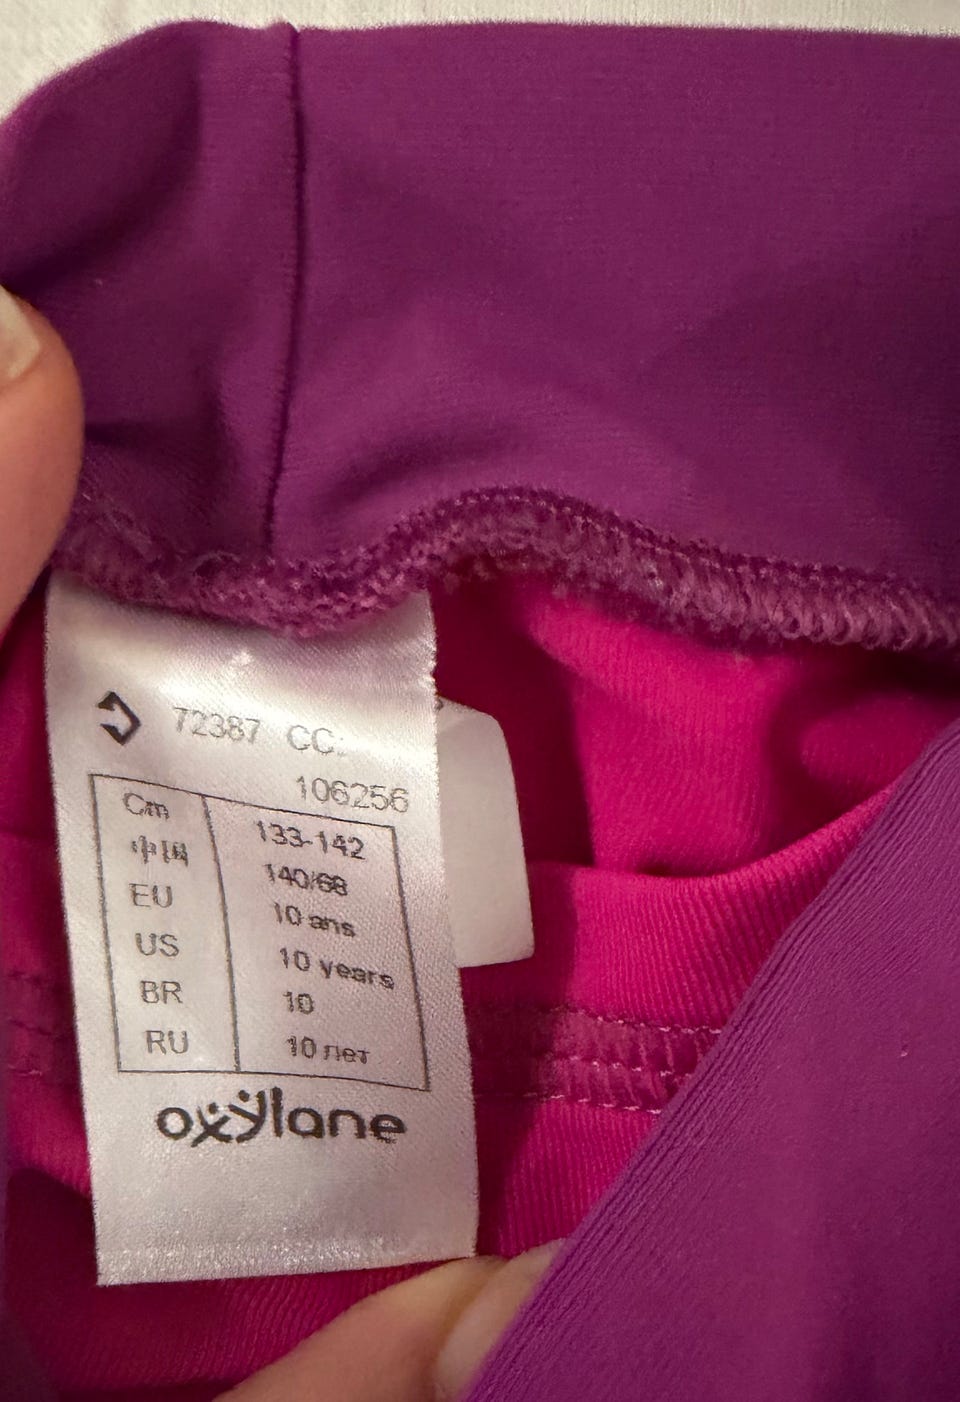 72387 CC:
106256
Cm 133-142
中国 140/68
EU 10 ans
US 10 years
BR 10
RU 10 лет
oxylane